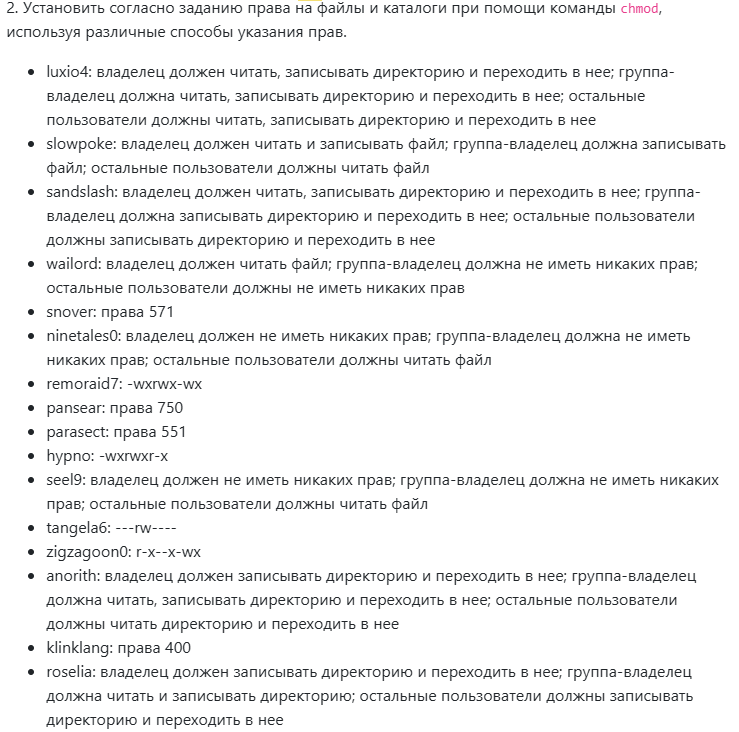 2. Установить согласно заданию права на файлы и каталоги при помощи команды chmod,
используя различные способы указания прав.
• luxio4: владелец должен читать, записывать директорию и переходить в нее; группа-
владелец должна читать, записывать директорию и переходить в нее; остальные
пользователи должны читать, записывать директорию и переходить в нее
• slowpoke: владелец должен читать и записывать файл; группа-владелец должна записывать
файл; остальные пользователи должны читать файл
• sandslash: владелец должен читать, записывать директорию и переходить в нее; группа-
владелец должна записывать директорию и переходить в нее; остальные пользователи
должны записывать директорию и переходить в нее
• wailord: владелец должен читать файл; группа-владелец должна не иметь никаких прав;
остальные пользователи должны не иметь никаких прав
• snover: права 571
• ninetales0: владелец должен не иметь никаких прав; группа-владелец должна не иметь
никаких прав; остальные пользователи должны читать файл
• remoraid7: -wxrwx-wx
• pansear: права 750
• parasect: права 551
• hypno: -wxrwxr-x
• seel9: владелец должен не иметь никаких прав; группа-владелец должна не иметь никаких
прав; остальные пользователи должны читать файл
• tangela6: ---rw----
• zigzagoon0: r-x--x-wx
• anorith: владелец должен записывать директорию и переходить в нее; группа-владелец
должна читать, записывать директорию и переходить в нее; остальные пользователи
должны читать директорию и переходить в нее
• klinklang: права 400
• roselia: владелец должен записывать директорию и переходить в нее; группа-владелец
должна читать и записывать директорию; остальные пользователи должны записывать
директорию и переходить в нее